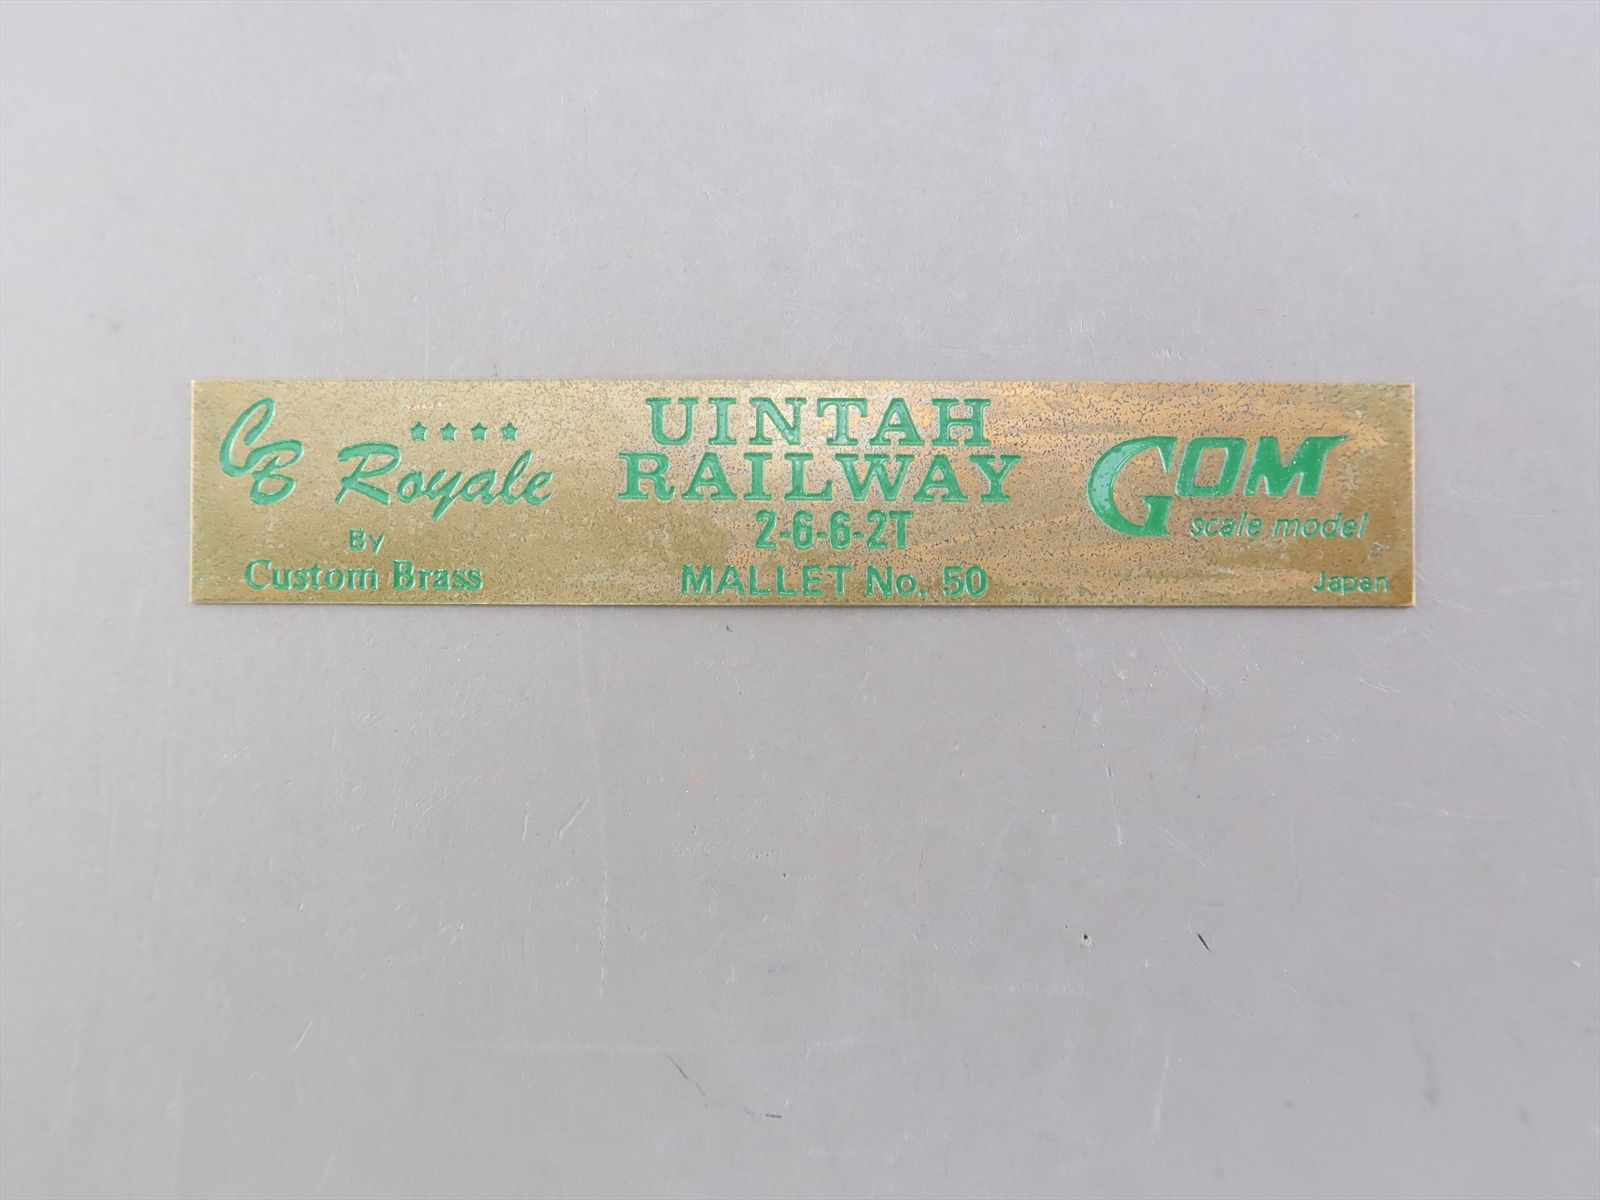 CB Royale
By
Custom Brass
UINTAH
RAILWAY
2-6-6-2T
MALLET No. 50
GOM
scale model
Japan